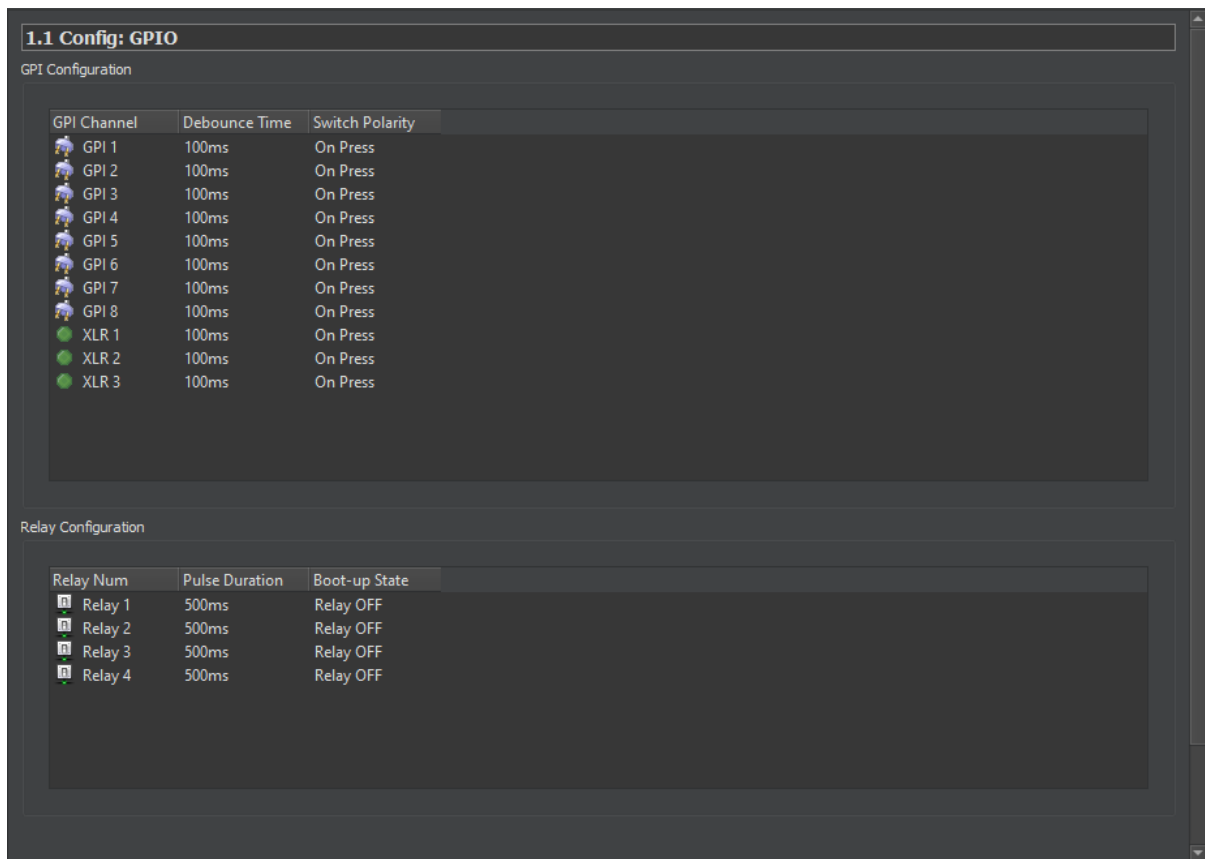 1.1 Config: GPIO
GPI Configuration
GPI Channel Debounce Time Switch Polarity
GPI 1 100ms On Press
GPI 2 100ms On Press
GPI 3 100ms On Press
GPI 4 100ms On Press
GPI 5 100ms On Press
GPI 6 100ms On Press
GPI 7 100ms On Press
GPI 8 100ms On Press
XLR 1 100ms On Press
XLR 2 100ms On Press
XLR 3 100ms On Press
Relay Configuration
Relay Num Pulse Duration Boot-up State
Relay 1 500ms Relay OFF
Relay 2 500ms Relay OFF
Relay 3 500ms Relay OFF
Relay 4 500ms Relay OFF